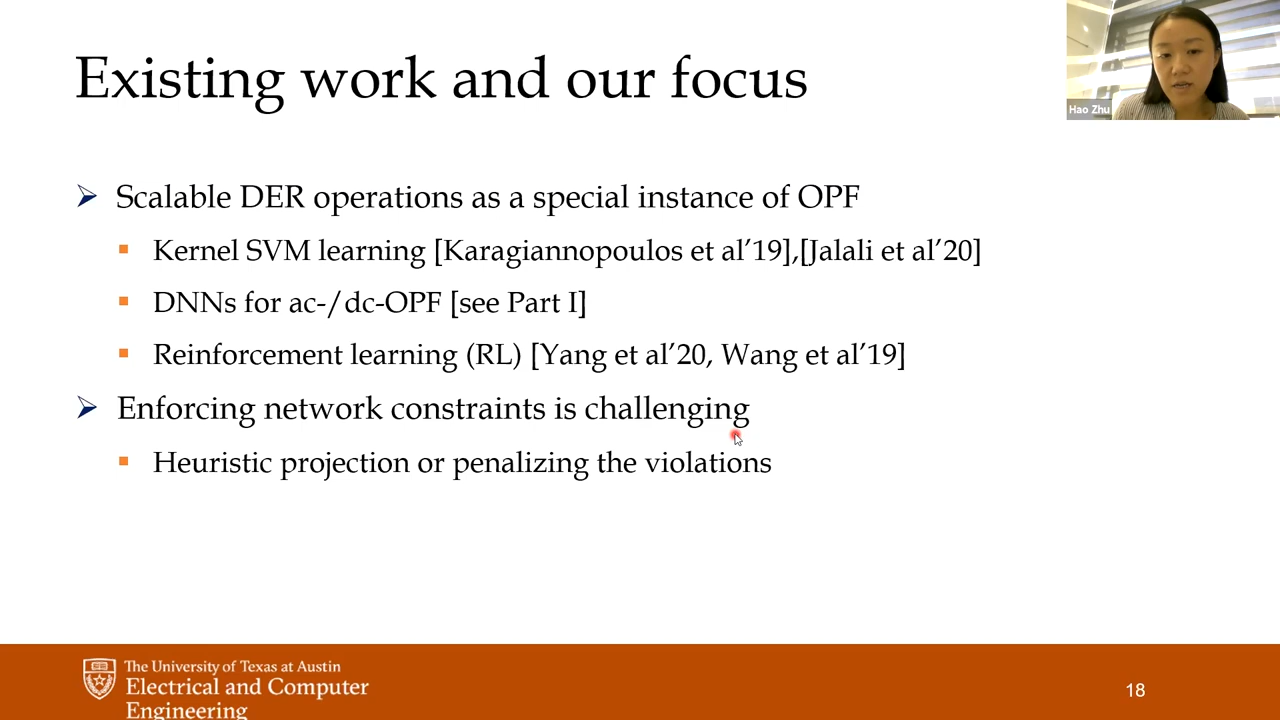 Existing work and our focus
Hao Zhu
Scalable DER operations as a special instance of OPF
Kernel SVM learning [Karagiannopoulos et al’19],[Jalali et al’20]
DNNs for ac-/dc-OPF [see Part I]
Reinforcement learning (RL) [Yang et al’20, Wang et al’19]
Enforcing network constraints is challenging
Heuristic projection or penalizing the violations
The University of Texas at Austin
Electrical and Computer
Engineering
18